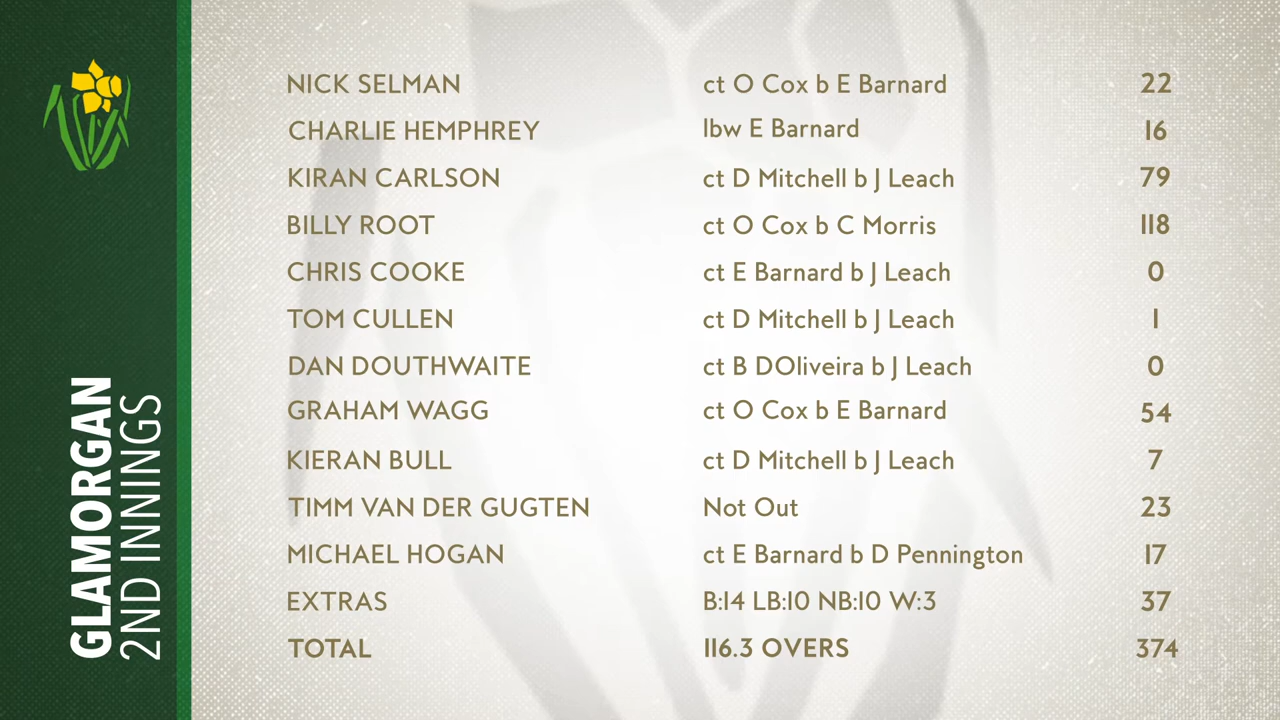 GLAMORGAN
2ND INNINGS
NICK SELMAN ct O Cox b E Barnard 22
CHARLIE HEMPHREY lbw E Barnard 16
KIRAN CARLSON ct D Mitchell b J Leach 79
BILLY ROOT ct O Cox b C Morris 118
CHRIS COOKE ct E Barnard b J Leach 0
TOM CULLEN ct D Mitchell b J Leach 1
DAN DOUTHWAITE ct B DOliveira b J Leach 0
GRAHAM WAGG ct O Cox b E Barnard 54
KIERAN BULL ct D Mitchell b J Leach 7
TIMM VAN DER GUGTEN Not Out 23
MICHAEL HOGAN ct E Barnard b D Pennington 17
EXTRAS B:14 LB:10 NB:10 W:3 37
TOTAL 116.3 OVERS 374